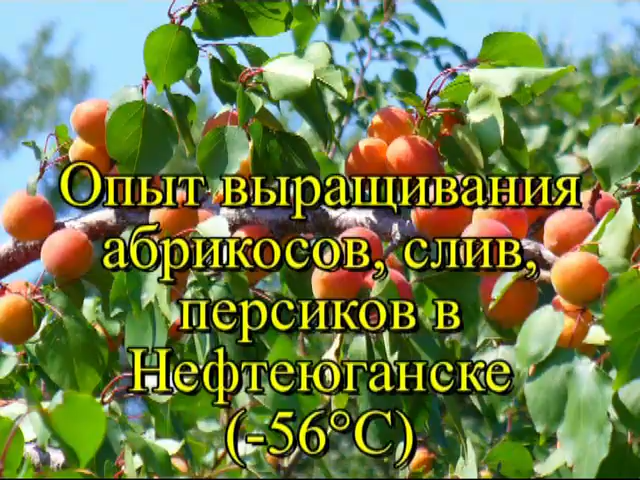 Опыт выращивания
абрикосов, слив,
персиков в
Нефтеюганске
(-56°C)